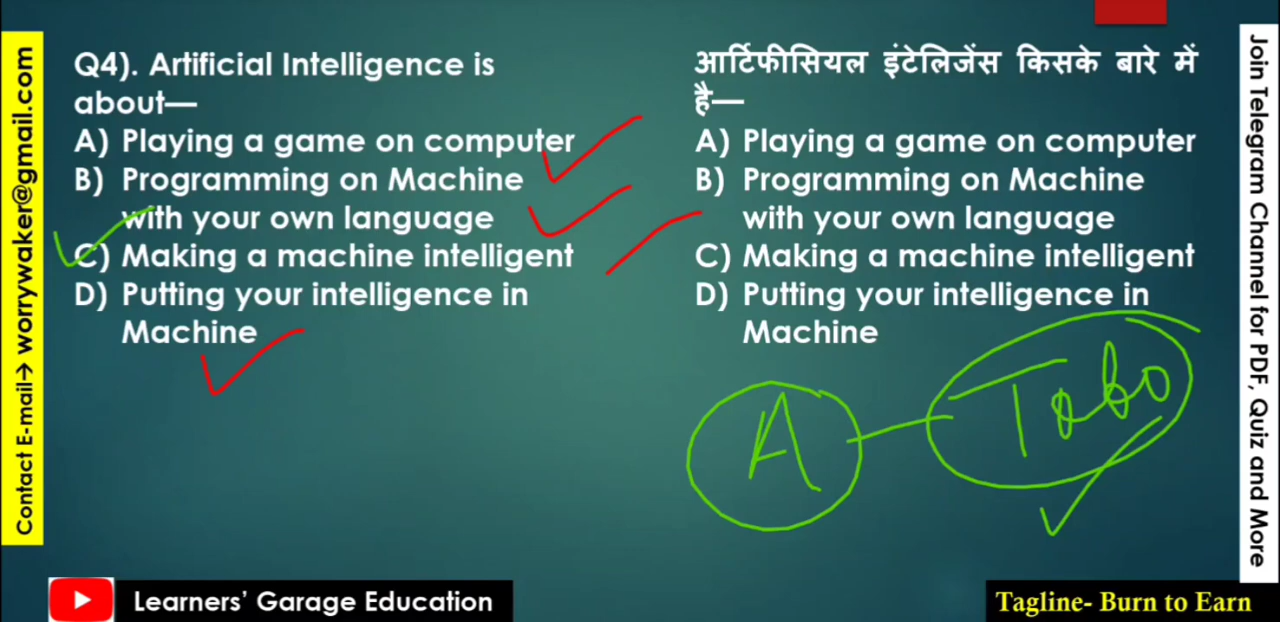 Contact E-mail→ worrywaker@gmail.com
Q4). Artificial Intelligence is
about—
A) Playing a game on computer
B) Programming on Machine
with your own language
C) Making a machine intelligent
D) Putting your intelligence in
Machine
आर्टिफीसियल इंटेलिजेंस किसके बारे में
है—
A) Playing a game on computer
B) Programming on Machine
with your own language
C) Making a machine intelligent
D) Putting your intelligence in
Machine
A
Join Telegram Channel for PDF, Quiz and More
Learners’ Garage Education
Tagline- Burn to Earn